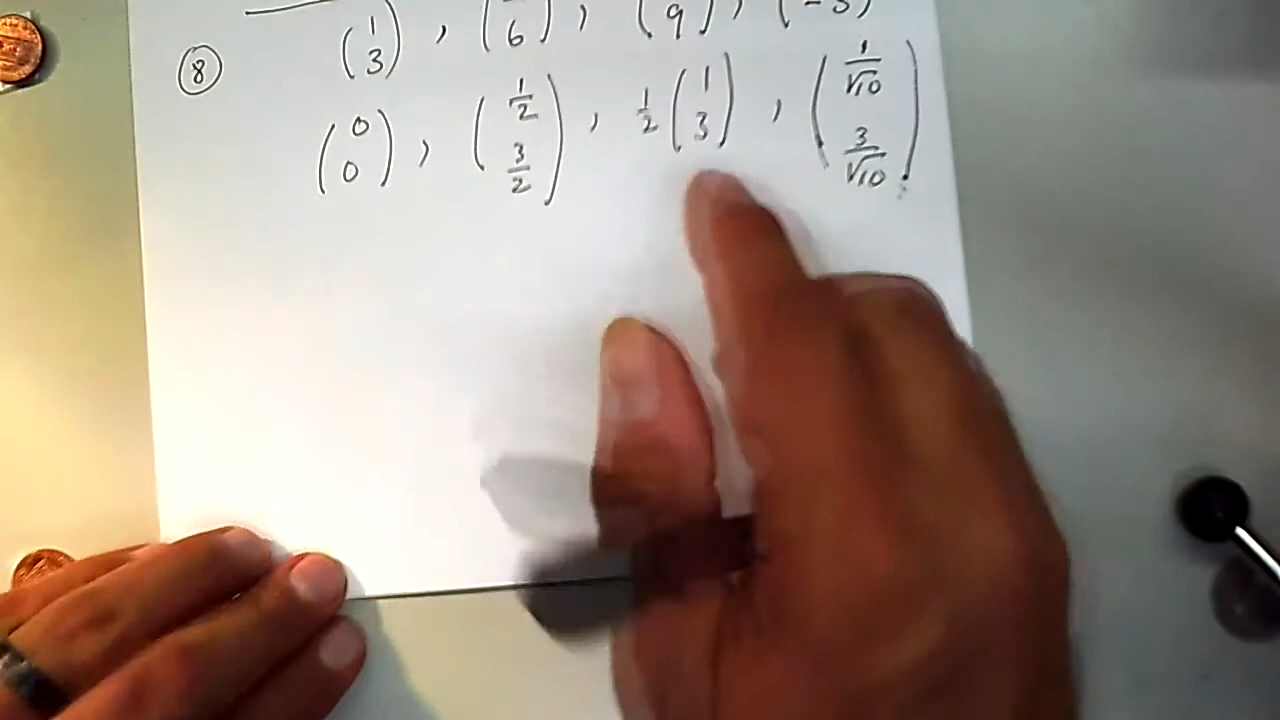 ⑧ (1 3), ( 6), ( 9), (-3)
(0 0), (1/2 3/2), 1/2 (1 3), (1/√10 3/√10)